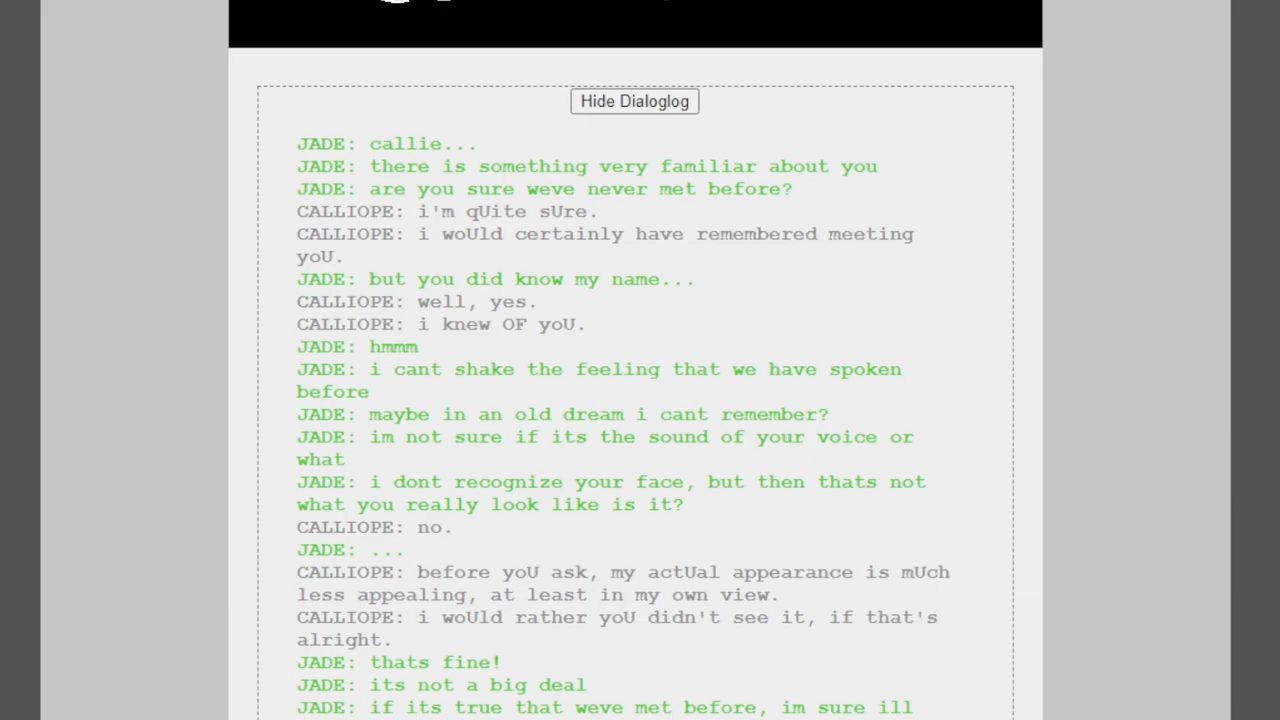 Hide Dialoglog
JADE: callie...
JADE: there is something very familiar about you
JADE: are you sure weve never met before?
CALLIOPE: i'm qUite sUre.
CALLIOPE: i woUld certainly have remembered meeting
yoU.
JADE: but you did know my name...
CALLIOPE: well, yes.
CALLIOPE: i knew OF yoU.
JADE: hmmm
JADE: i cant shake the feeling that we have spoken
before
JADE: maybe in an old dream i cant remember?
JADE: im not sure if its the sound of your voice or
what
JADE: i dont recognize your face, but then thats not
what you really look like is it?
CALLIOPE: no.
JADE: ...
CALLIOPE: before yoU ask, my actUal appearance is mUch
less appealing, at least in my own view.
CALLIOPE: i woUld rather yoU didn't see it, if that's
alright.
JADE: thats fine!
JADE: its not a big deal
JADE: if its true that weve met before, im sure ill